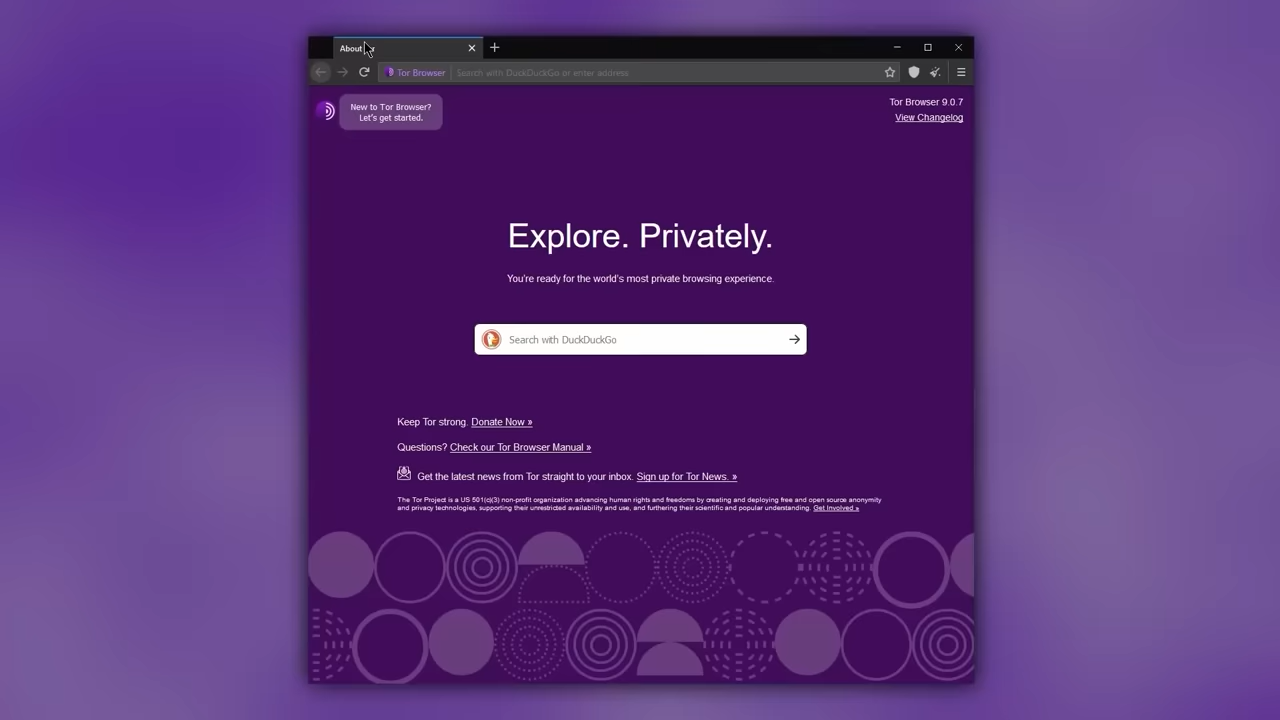 About
Tor Browser
Search with DuckDuckGo or enter address
New to Tor Browser?
Let's get started.
Tor Browser 9.0.7
View Changelog
Explore. Privately.
You're ready for the world's most private browsing experience.
Search with DuckDuckGo
Keep Tor strong. Donate Now »
Questions? Check our Tor Browser Manual »
Get the latest news from Tor straight to your inbox. Sign up for Tor News. »
The Tor Project is a US 501(c)(3) non-profit organization advancing human rights and freedoms by creating and deploying free and open source anonymity
and privacy technologies, supporting their unrestricted availability and use, and furthering their scientific and popular understanding. Get Involved »